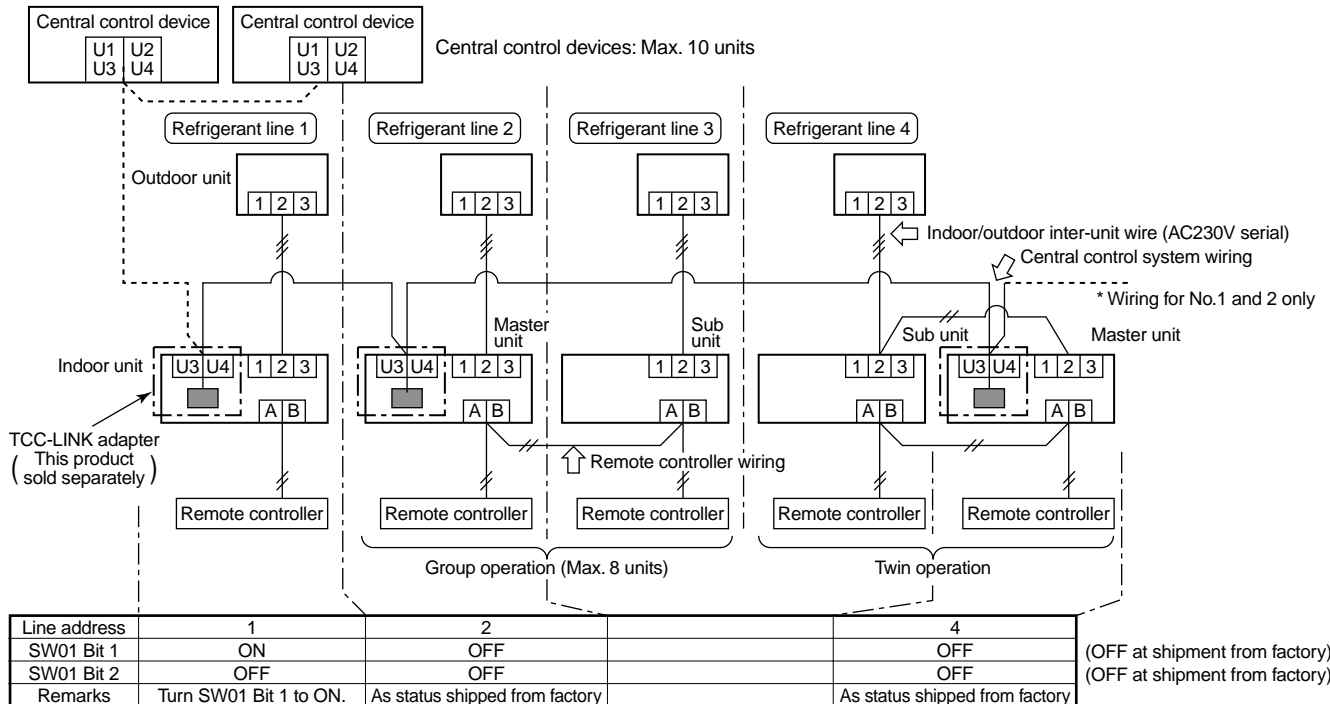 Central control device
Central control device
U1 U2
U3 U4
U1 U2
U3 U4
Central control devices: Max. 10 units
Refrigerant line 1
Refrigerant line 2
Refrigerant line 3
Refrigerant line 4
Outdoor unit
1 2 3
1 2 3
1 2 3
1 2 3
Indoor/outdoor inter-unit wire (AC230V serial)
Central control system wiring
* Wiring for No.1 and 2 only
Master
unit
Sub
unit
Sub unit
Master unit
Indoor unit
U3 U4
1 2 3
U3 U4
1 2 3
1 2 3
1 2 3
U3 U4
1 2 3
A B
A B
A B
A B
A B
TCC-LINK adapter
( This product
sold separately )
Remote controller wiring
Remote controller
Remote controller
Remote controller
Remote controller
Remote controller
Group operation (Max. 8 units)
Twin operation
Line address 1 2 4
SW01 Bit 1 ON OFF OFF (OFF at shipment from factory)
SW01 Bit 2 OFF OFF OFF (OFF at shipment from factory)
Remarks Turn SW01 Bit 1 to ON. As status shipped from factory As status shipped from factory